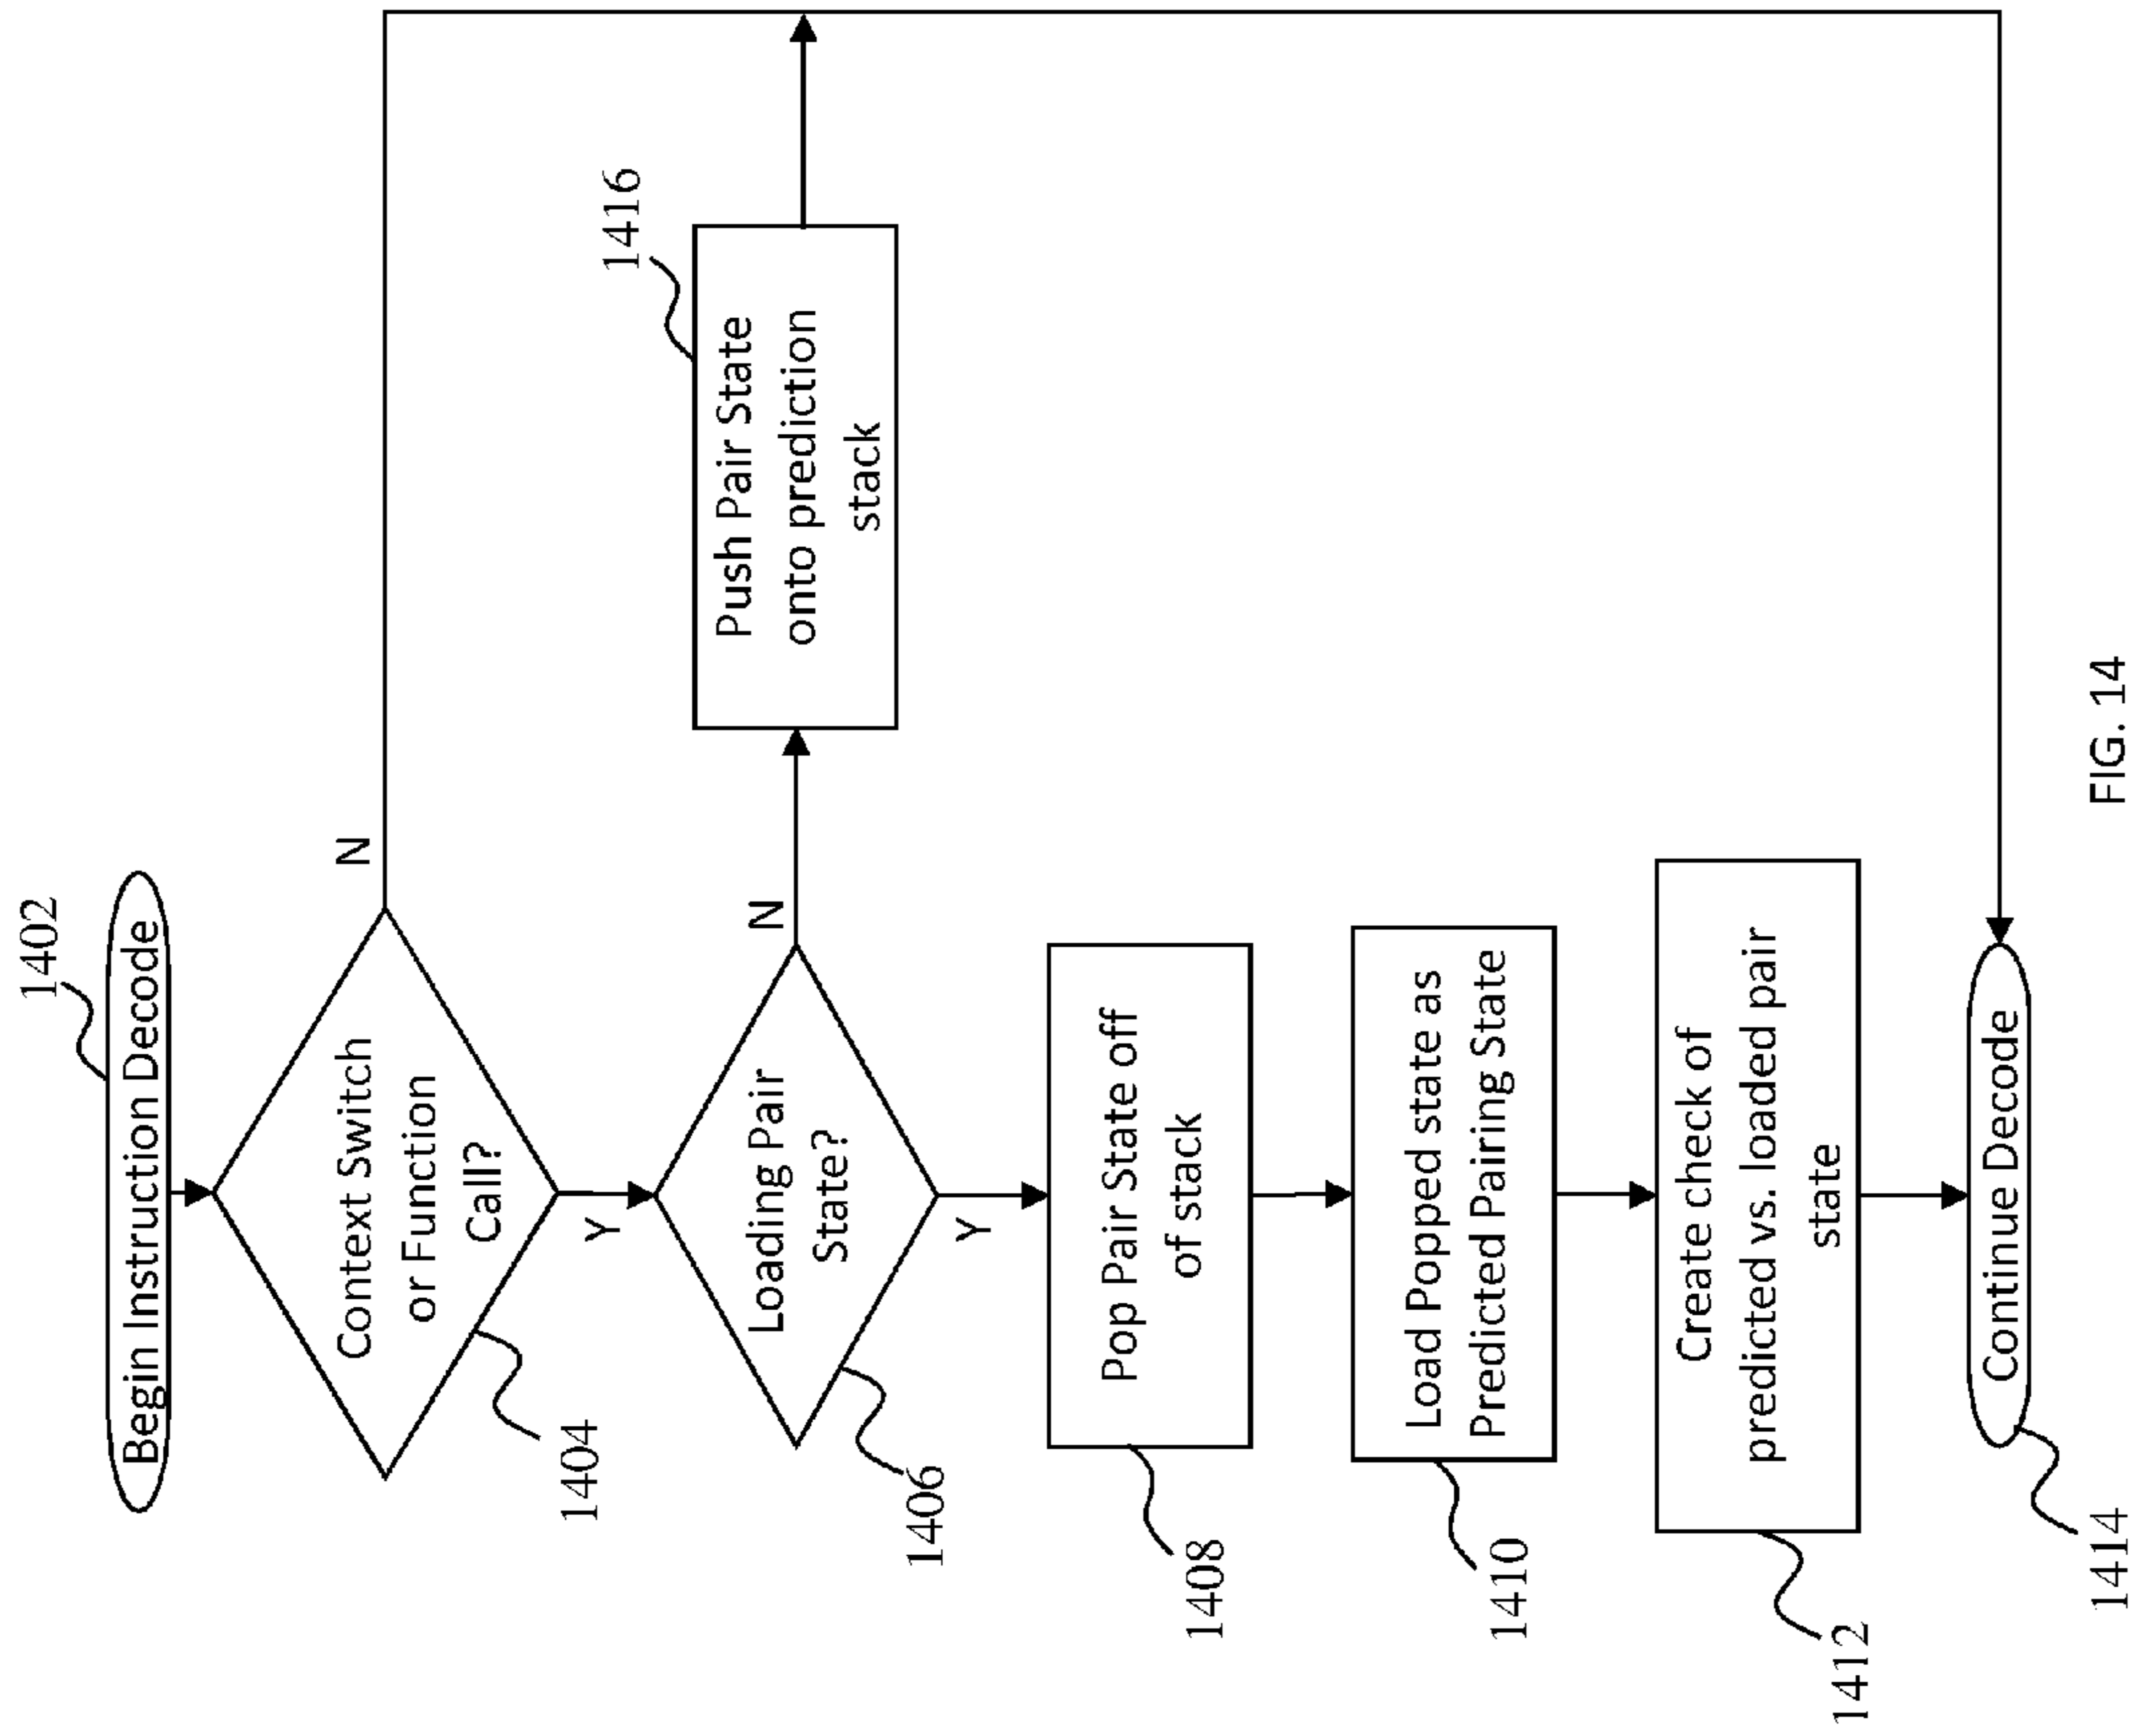 1402
Begin Instruction Decode
Context Switch
or Function
Call?
N
1404
Y
Loading Pair
State?
N
1406
Y
1416
Push Pair State
onto prediction
stack
Pop Pair State off
of stack
1408
Load Popped state as
Predicted Pairing State
1410
Create check of
predicted vs. loaded pair
state
1412
Continue Decode
1414
FIG. 14